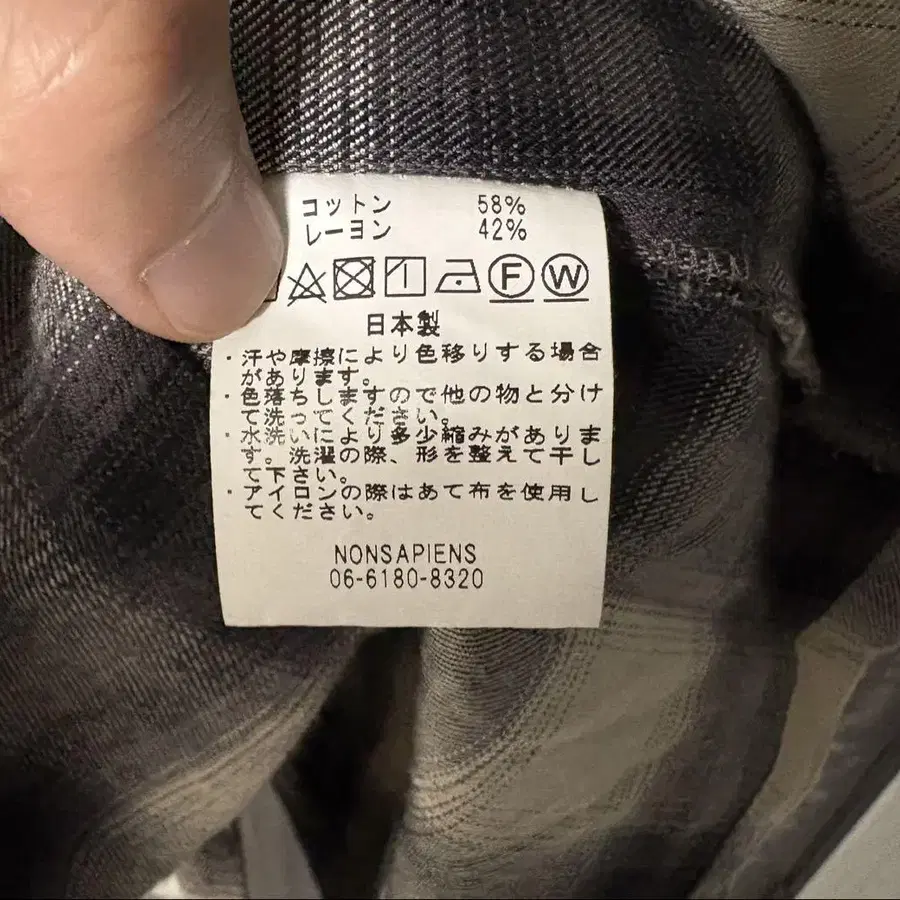 コットン 58%
レーヨン 42%
F W
日本製
・汗や摩擦により色移りする場合
があります。
・色落ちしますので他の物と分け
て洗ってください。
・水洗いにより多少縮みがありま
す。洗濯の際、形を整えて干し
て下さい。
・アイロンの際はあて布を使用し
てください。
NONSAPIENS
06-6180-8320